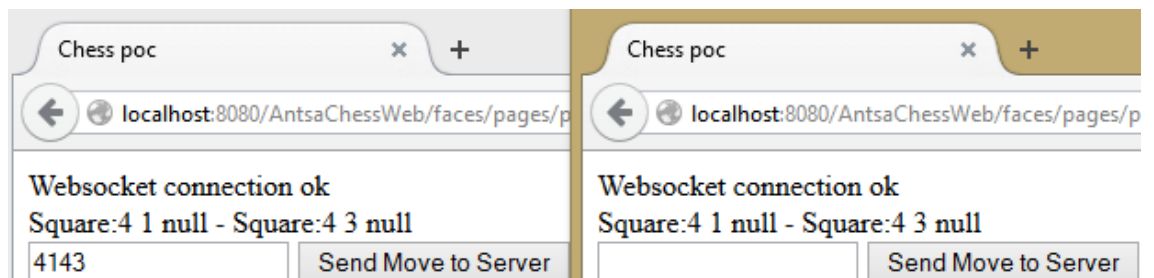 Chess poc × +
localhost:8080/AntsaChessWeb/faces/pages/p
Websocket connection ok
Square:4 1 null - Square:4 3 null
4143 Send Move to Server
Chess poc × +
localhost:8080/AntsaChessWeb/faces/pages/p
Websocket connection ok
Square:4 1 null - Square:4 3 null
Send Move to Server